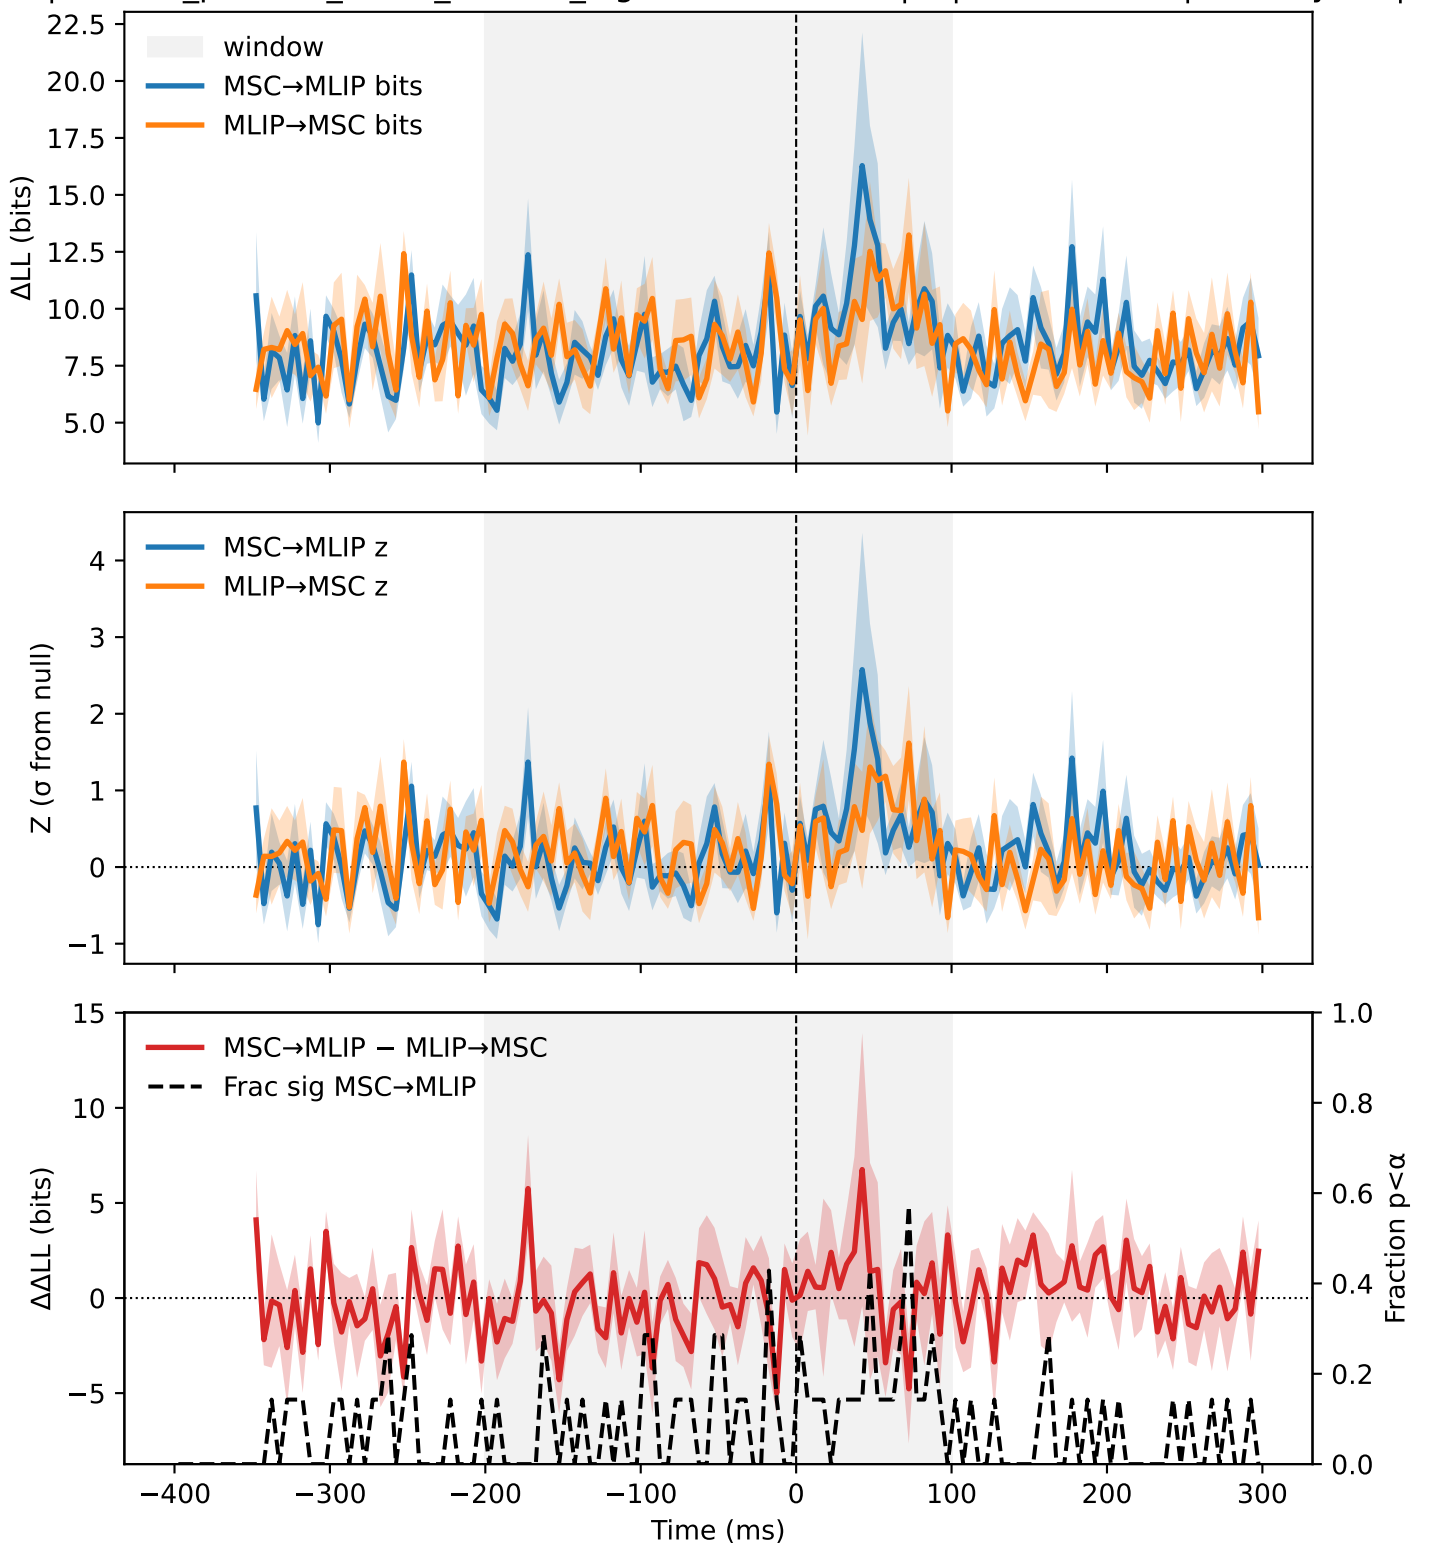 22.5
20.0
17.5
15.0
12.5
10.0
7.5
5.0
ΔLL (bits)
window
MSC→MLIP bits
MLIP→MSC bits
4
3
2
1
0
−1
Z (σ from null)
MSC→MLIP z
MLIP→MSC z
15
10
5
0
−5
ΔΔLL (bits)
MSC→MLIP − MLIP→MSC
Frac sig MSC→MLIP
1.0
0.8
0.6
0.4
0.2
0.0
Fraction p<α
−400 −300 −200 −100 0 100 200 300
Time (ms)